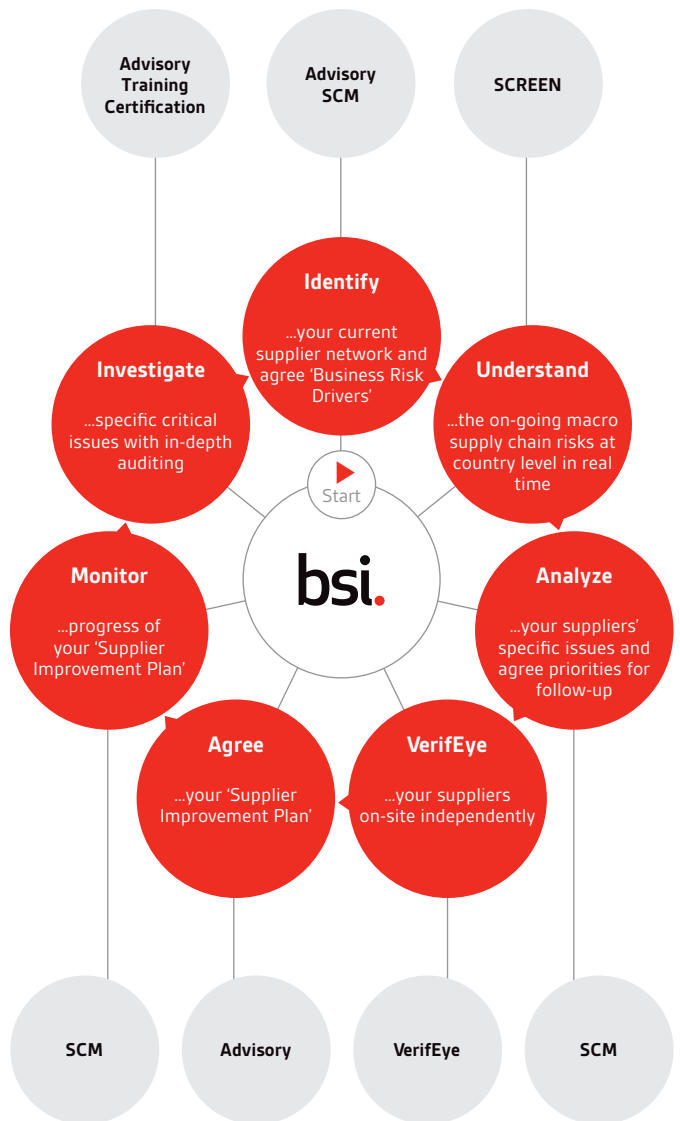 Advisory
Training
Certification
Advisory
SCM
SCREEN
Identify
...your current
supplier network and
agree ‘Business Risk
Drivers’
Investigate
...specific critical
issues with in-depth
auditing
Understand
...the on-going macro
supply chain risks at
country level in real
time
Start
bsi.
Monitor
...progress of
your ‘Supplier
Improvement Plan’
Analyze
...your suppliers’
specific issues and
agree priorities for
follow-up
Agree
...your ‘Supplier
Improvement Plan’
VerifEye
...your suppliers
on-site independently
SCM
Advisory
VerifEye
SCM